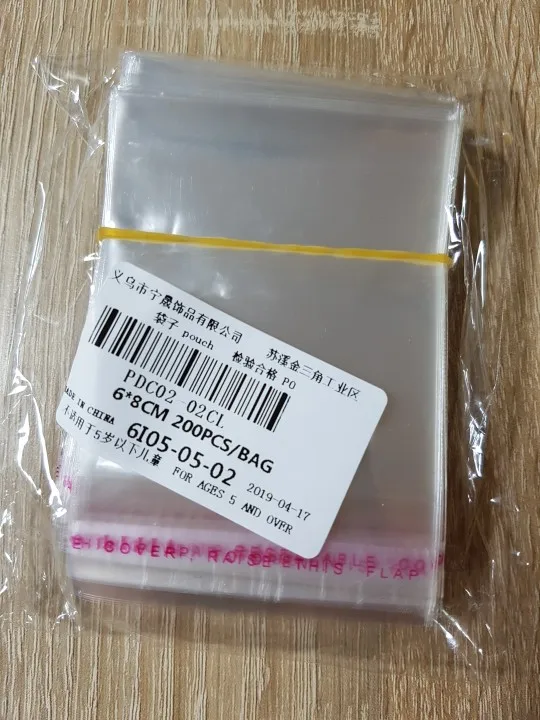 义乌市宁晟饰品有限公司
苏溪金三角工业区
袋子 pouch
检验合格 PO
PDC02-02CL
6*8CM 200PCS/BAG
MADE IN CHINA
6I05-05-02
2019-04-17
不适用于5岁以下儿童 FOR AGES 5 AND OVER
THIS FLAP